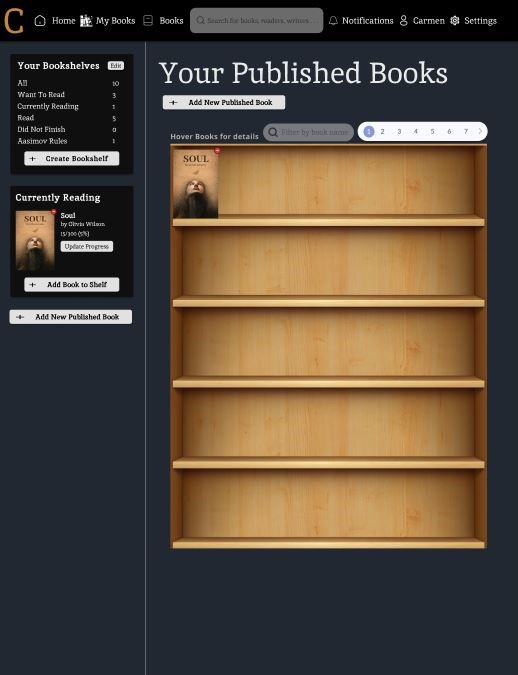 C
Home
My Books
Books
Search for books, readers, writers . . .
Notifications
Carmen
Settings
Your Bookshelves
Edit
All 10
Want To Read 3
Currently Reading 1
Read 5
Did Not Finish 0
Aasimov Rules 1
Create Bookshelf
Currently Reading
SOUL
Soul
by Olivia Wilson
15/300 (5%)
Update Progress
Add Book to Shelf
Add New Published Book
Your Published Books
Add New Published Book
Hover Books for details
Filter by book name
1 2 3 4 5 6 7
SOUL